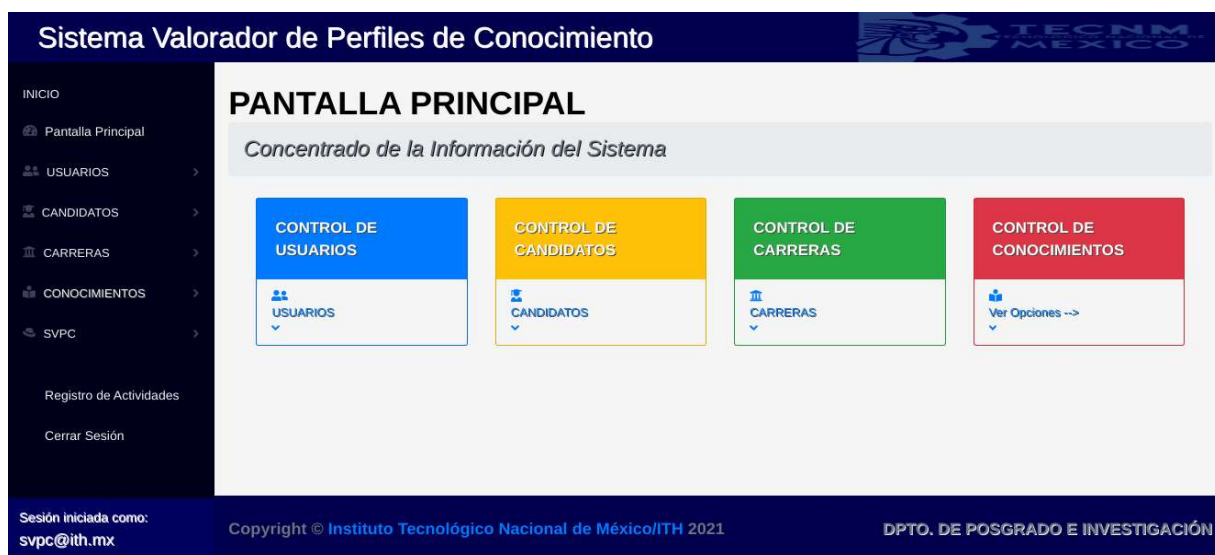 Sistema Valorador de Perfiles de Conocimiento
TECNM
MÉXICO
INICIO
Pantalla Principal
USUARIOS
CANDIDATOS
CARRERAS
CONOCIMIENTOS
SVPC
Registro de Actividades
Cerrar Sesión
Sesión iniciada como:
svpc@ith.mx
PANTALLA PRINCIPAL
Concentrado de la Información del Sistema
CONTROL DE
USUARIOS
USUARIOS
CONTROL DE
CANDIDATOS
CANDIDATOS
CONTROL DE
CARRERAS
CARRERAS
CONTROL DE
CONOCIMIENTOS
Ver Opciones -->
Copyright © Instituto Tecnológico Nacional de México/ITH 2021
DPTO. DE POSGRADO E INVESTIGACIÓN